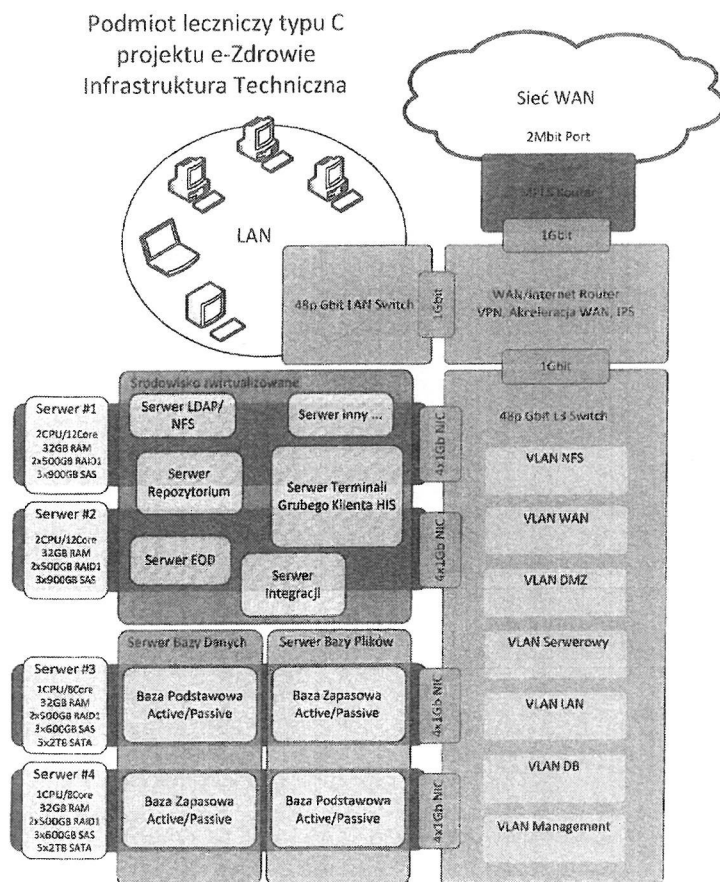 Podmiot leczniczy typu C
projektu e-Zdrowie
Infrastruktura Techniczna
Sieć WAN
2Mbit Port
MPLS Router
1Gbit
LAN
48p Gbit LAN Switch
1Gbit
WAN/Internet Router
VPN, Akceleracja WAN, IPS
1Gbit
Środowisko zwirtualizowane
Serwer #1
2CPU/12Core
32GB RAM
2x500GB RAID1
3x900GB SAS
Serwer LDAP/
NFS
Serwer inny ...
4x1Gb NIC
48p Gbit L3 Switch
Serwer
Repozytorium
Serwer Terminali
Grubego Klienta HIS
VLAN NFS
Serwer #2
2CPU/12Core
32GB RAM
2x500GB RAID1
3x900GB SAS
Serwer EOD
Serwer
Integracji
4x1Gb NIC
VLAN WAN
VLAN DMZ
Serwer Bazy Danych
Serwer Bazy Plików
VLAN Serwerowy
Serwer #3
1CPU/8Core
32GB RAM
2x500GB RAID1
3x600GB SAS
5x2TB SATA
Baza Podstawowa
Active/Passive
Baza Zapasowa
Active/Passive
4x1Gb NIC
VLAN LAN
Serwer #4
1CPU/8Core
32GB RAM
2x500GB RAID1
3x600GB SAS
5x2TB SATA
Baza Zapasowa
Active/Passive
Baza Podstawowa
Active/Passive
4x1Gb NIC
VLAN DB
VLAN Management